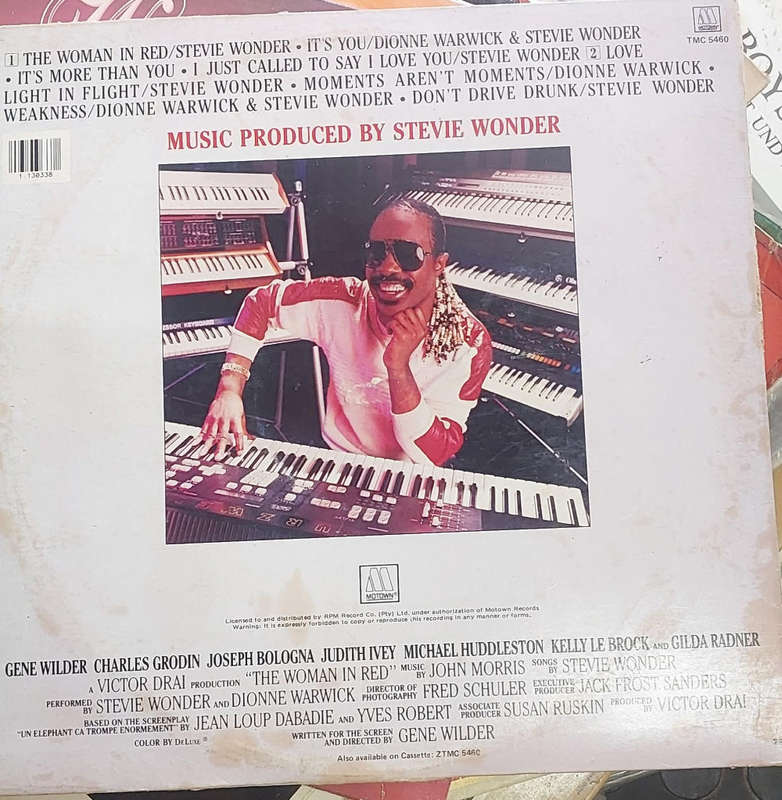 MOTOWN
TMC 5460
1 THE WOMAN IN RED/STEVIE WONDER • IT'S YOU/DIONNE WARWICK & STEVIE WONDER
• IT'S MORE THAN YOU • I JUST CALLED TO SAY I LOVE YOU/STEVIE WONDER 2 LOVE
LIGHT IN FLIGHT/STEVIE WONDER • MOMENTS AREN'T MOMENTS/DIONNE WARWICK •
WEAKNESS/DIONNE WARWICK & STEVIE WONDER • DON'T DRIVE DRUNK/STEVIE WONDER
MUSIC PRODUCED BY STEVIE WONDER
1.130338
KEYBOARD
MOTOWN
Licensed to and distributed by RPM Record Co. (Pty) Ltd. under authorization of Motown Records
Warning: It is expressly forbidden to copy or reproduce this recording in any manner or forms.
GENE WILDER CHARLES GRODIN JOSEPH BOLOGNA JUDITH IVEY MICHAEL HUDDLESTON KELLY LE BROCK AND GILDA RADNER
A VICTOR DRAI PRODUCTION "THE WOMAN IN RED" MUSIC BY JOHN MORRIS SONGS BY STEVIE WONDER
PERFORMED BY STEVIE WONDER AND DIONNE WARWICK DIRECTOR OF PHOTOGRAPHY FRED SCHULER EXECUTIVE PRODUCER JACK FROST SANDERS
BASED ON THE SCREENPLAY "UN ELEPHANT CA TROMPE ENORMEMENT" BY JEAN LOUP DABADIE AND YVES ROBERT ASSOCIATE PRODUCER SUSAN RUSKIN PRODUCED BY VICTOR DRAI
COLOR BY DeLUXE® WRITTEN FOR THE SCREEN AND DIRECTED BY GENE WILDER
Also available on Cassette: ZTMC 5460